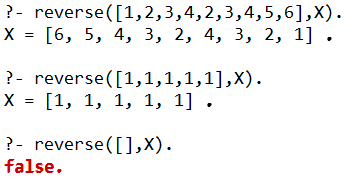 ?- reverse([1,2,3,4,2,3,4,5,6],X).
X = [6, 5, 4, 3, 2, 4, 3, 2, 1] .
?- reverse([1,1,1,1,1],X).
X = [1, 1, 1, 1, 1] .
?- reverse([],X).
false.